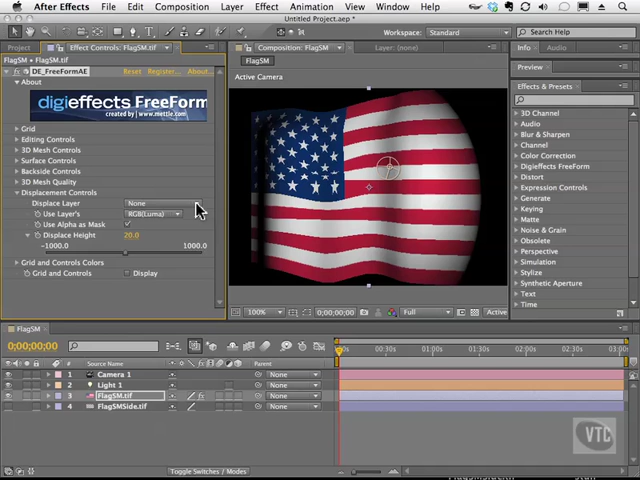 After Effects File Edit Composition Layer Effect Animation View Window Help
Untitled Project.aep *
Workspace: Standard Search Help
Project Effect Controls: FlagSM.tif Composition: FlagSM Layer: (none) Info Audio
FlagSM • FlagSM.tif
FlagSM
DE_FreeFormAE Reset Register... About...
Active Camera
Preview
About
digieffects FreeForm
created by | www.mettle.com
Effects & Presets
Grid
Editing Controls
3D Mesh Controls
Surface Controls
Backside Controls
3D Mesh Quality
Displacement Controls
Displace Layer None
Use Layer's RGB(Luma)
Use Alpha as Mask
Displace Height 20.0
-1000.0 1000.0
Grid and Controls Colors
Grid and Controls Display
3D Channel
Audio
Blur & Sharpen
Channel
Color Correction
DigiEffects FreeForm
Distort
Expression Controls
Generate
Keying
Matte
Noise & Grain
Obsolete
Perspective
Simulation
Stylize
Synthetic Aperture
Text
Time
100% 0;00;00;00 Full Active
FlagSM
0;00;00;00
00:30s 01:00s 01:30s 02:00s 02:30s 03:00s
# Source Name Parent
1 Camera 1 None
2 Light 1 None
3 FlagSM.tif None
4 FlagSMSide.tif None
VTC
Toggle Switches / Modes